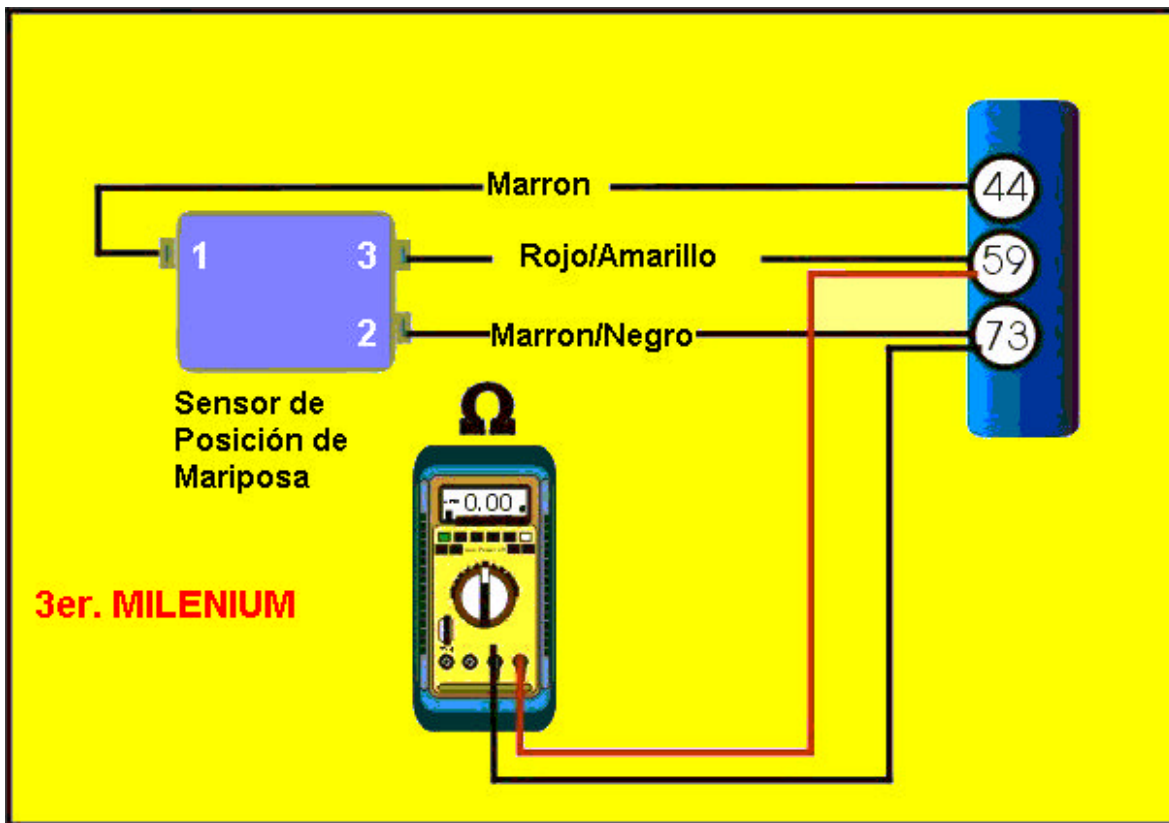 Marron
44
1
3
Rojo/Amarillo
59
2
Marron/Negro
73
Sensor de
Posición de
Mariposa
Ω
0.00
3er. MILENIUM